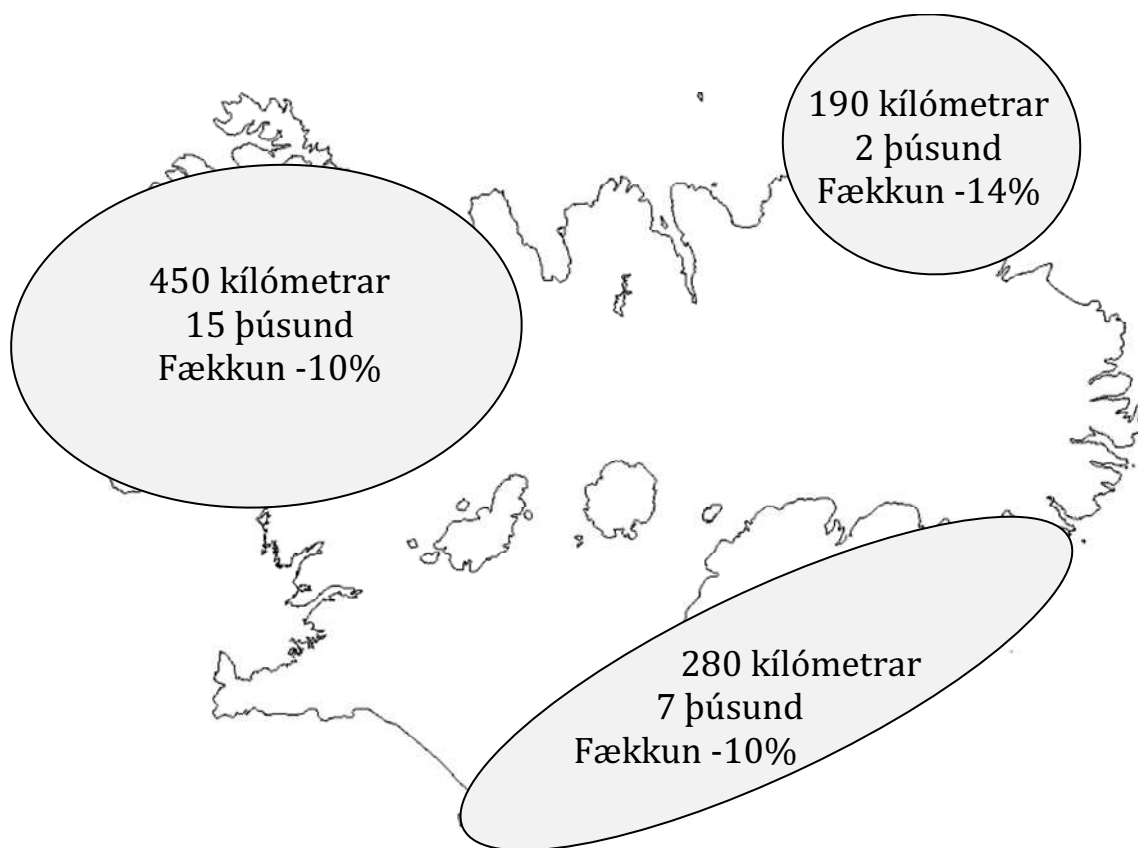 190 kílómetrar
2 þúsund
Fækkun -14%
450 kílómetrar
15 þúsund
Fækkun -10%
280 kílómetrar
7 þúsund
Fækkun -10%